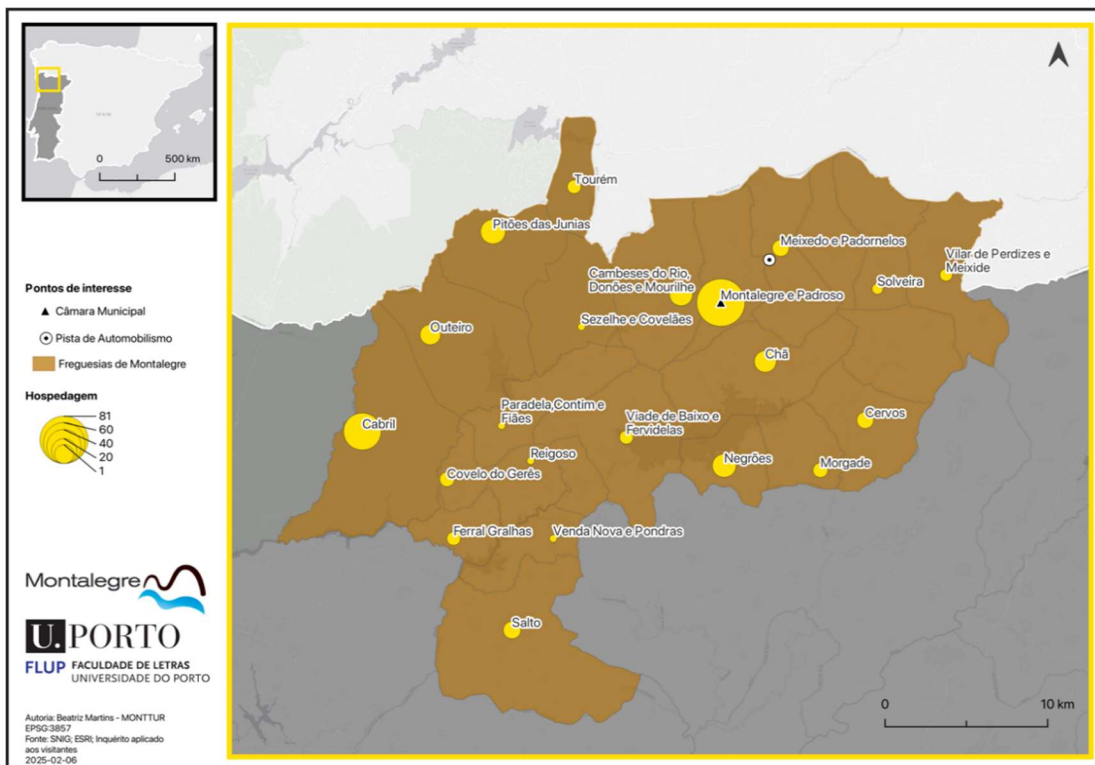 0 500 km
Pontos de interesse
Câmara Municipal
Pista de Automobilismo
Freguesias de Montalegre
Hospedagem
81
60
40
20
1
Montalegre
U.PORTO
FLUP FACULDADE DE LETRAS
UNIVERSIDADE DO PORTO
Autoria: Beatriz Martins - MONTTUR
EPSG:3857
Fonte: SNIG; ESRI; Inquérito aplicado
aos visitantes
2025-02-06
Tourém
Pitões das Junias
Meixedo e Padornelos
Vilar de Perdizes e
Meixide
Cambeses do Rio,
Donões e Mourilhe
Solveira
Montalegre e Padroso
Sezelhe e Covelães
Outeiro
Chã
Paradela,Contim e
Fiães
Viade de Baixo e
Fervidelas
Cervos
Cabril
Reigoso
Negrões
Morgade
Covelo do Gerês
Ferral Gralhas
Venda Nova e Pondras
Salto
0 10 km